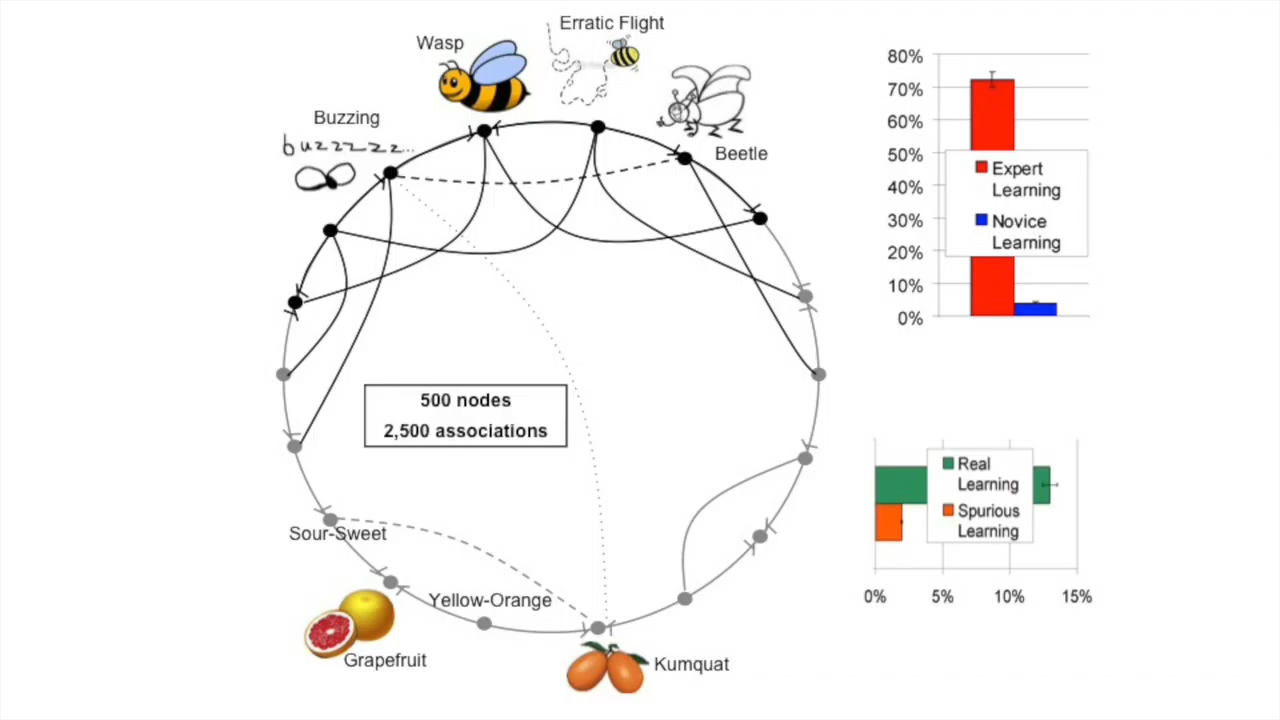 Erratic Flight
Wasp
Buzzing
buzzzzz...
Beetle
500 nodes
2,500 associations
Sour-Sweet
Yellow-Orange
Grapefruit
Kumquat
80%
70%
60%
50%
40%
30%
20%
10%
0%
Expert
Learning
Novice
Learning
Real
Learning
Spurious
Learning
0% 5% 10% 15%